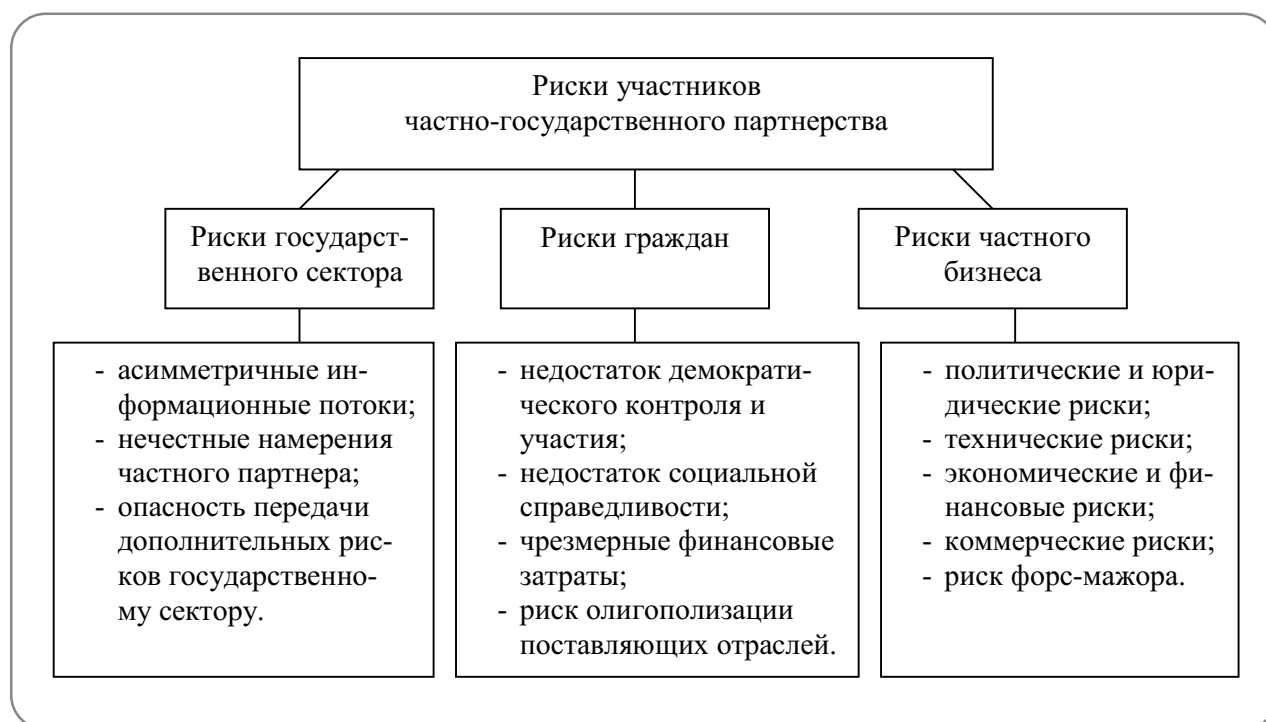 Риски участников
частно-государственного партнерства
Риски государст-
венного сектора
Риски граждан
Риски частного
бизнеса
- асимметричные ин-
формационные потоки;
- нечестные намерения
частного партнера;
- опасность передачи
дополнительных рис-
ков государственно-
му сектору.
- недостаток демократи-
ческого контроля и
участия;
- недостаток социальной
справедливости;
- чрезмерные финансовые
затраты;
- риск олигополизации
поставляющих отраслей.
- политические и юри-
дические риски;
- технические риски;
- экономические и фи-
нансовые риски;
- коммерческие риски;
- риск форс-мажора.